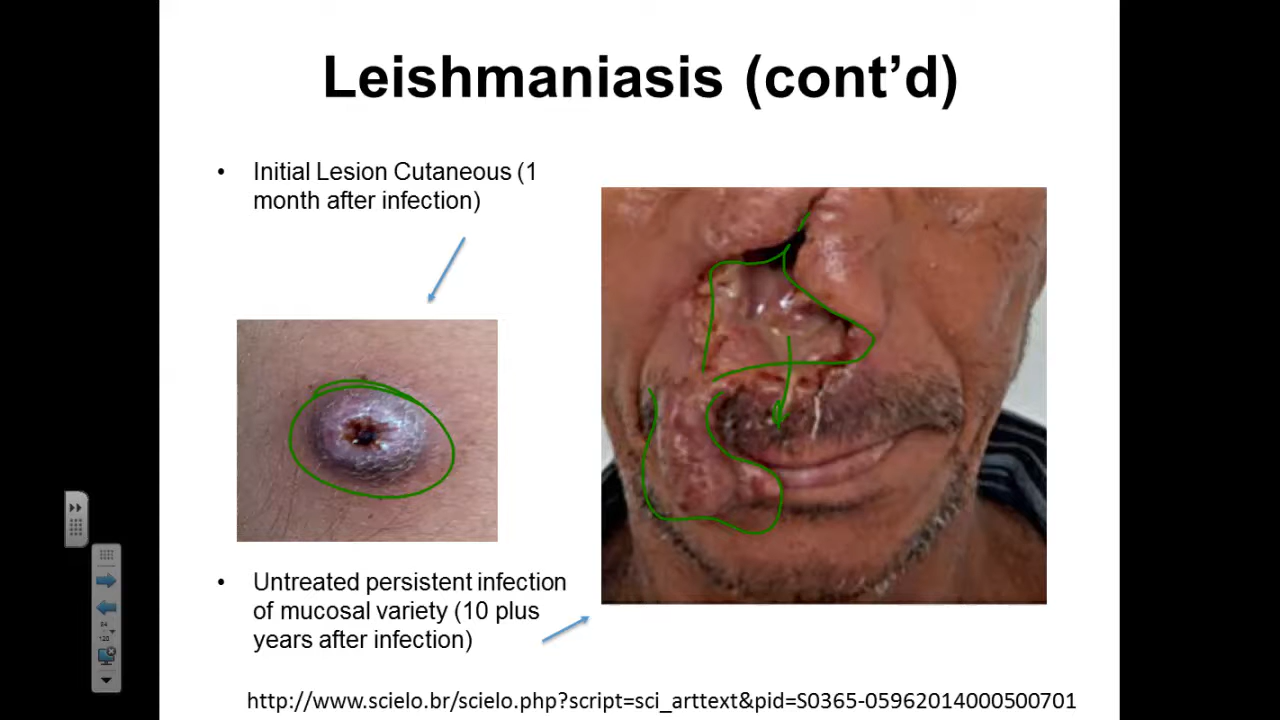 Leishmaniasis (cont’d)
• Initial Lesion Cutaneous (1
month after infection)
• Untreated persistent infection
of mucosal variety (10 plus
years after infection)
http://www.scielo.br/scielo.php?script=sci_arttext&pid=S0365-05962014000500701